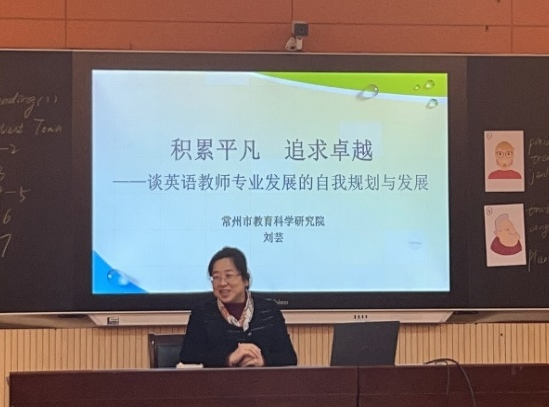 积累平凡　追求卓越
——谈英语教师专业发展的自我规划与发展
常州市教育科学研究院
刘芸